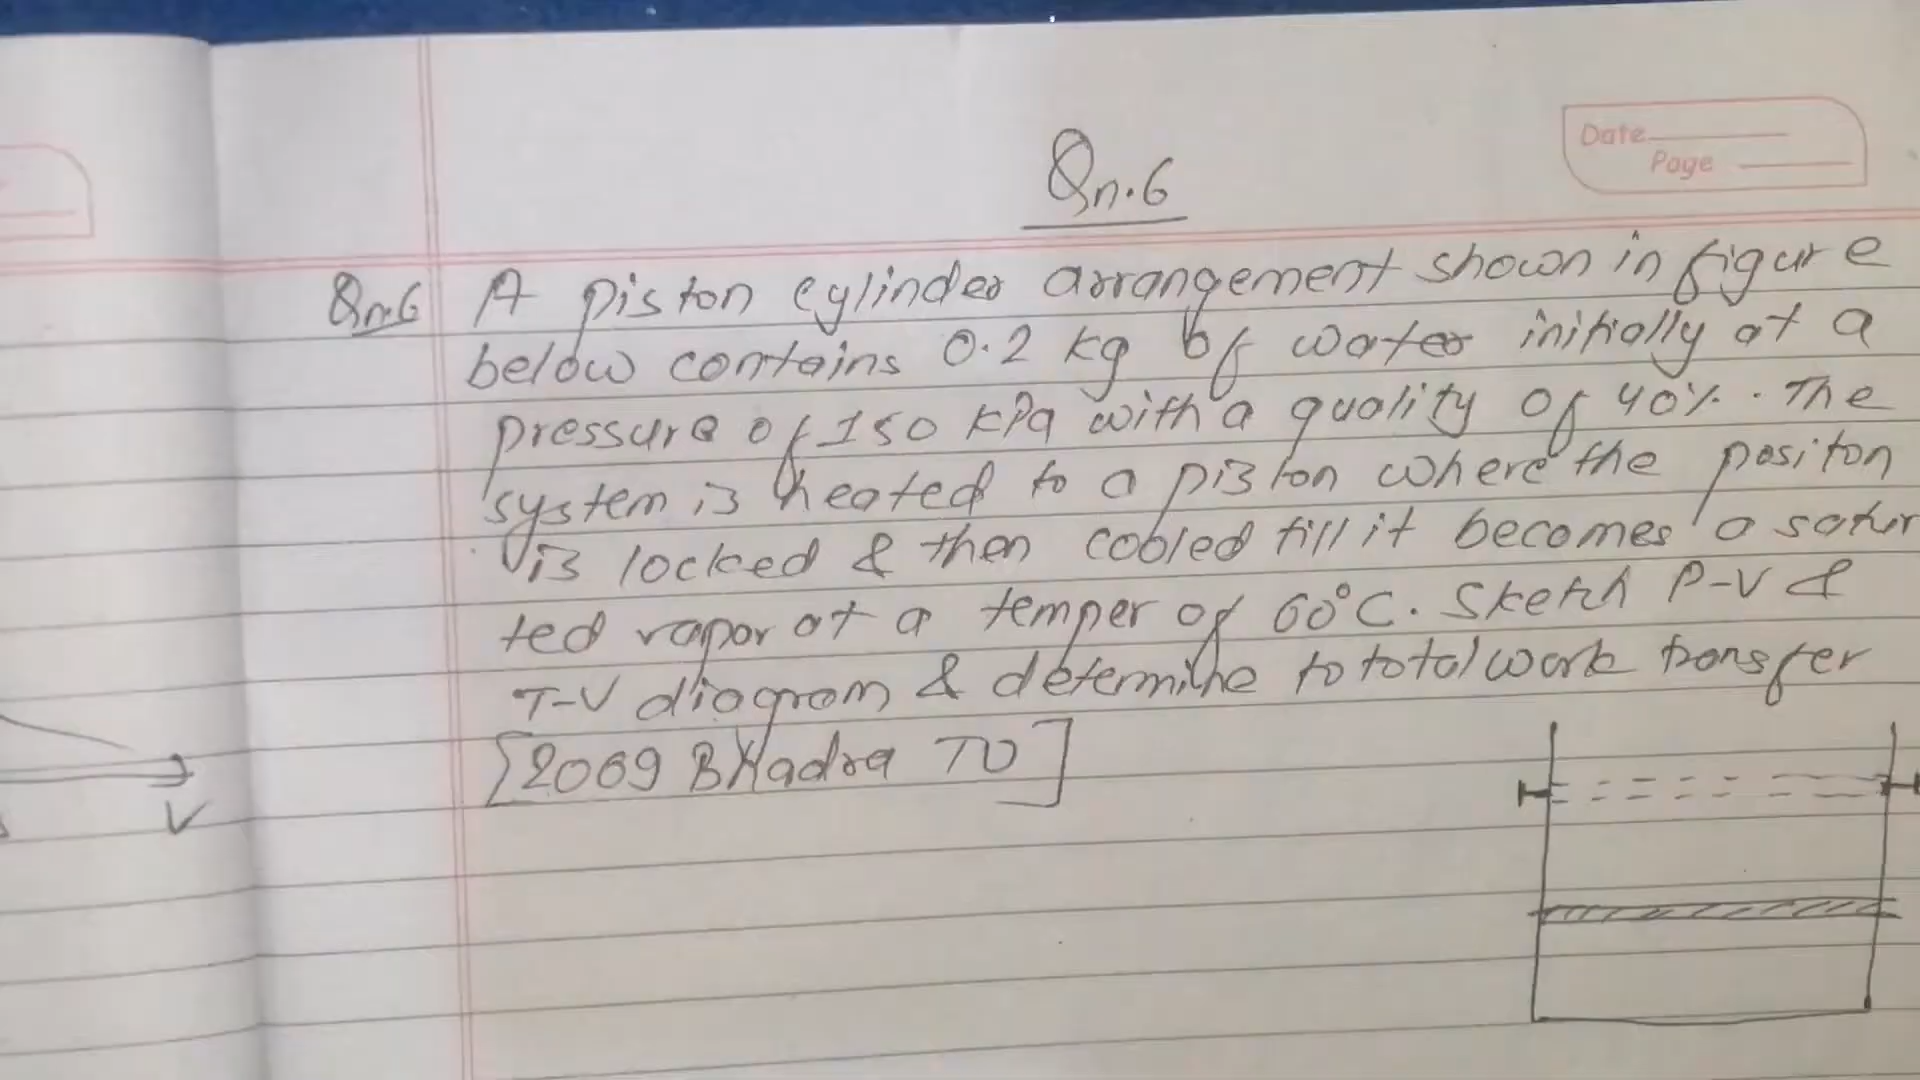 Date
Page
Qn.6
Qn.6 A piston cylinder arrangement shown in figure
below contains 0.2 kg of water initially at a
pressure of 150 kPa with a quality of 40%. The
system is heated to a piston where the positon
is locked & then cooled till it becomes a satur
ted vapor at a temper of 60°C. Sketch P-V &
T-V diagram & determine to total work transfer
[2069 Bhadra TU]
V